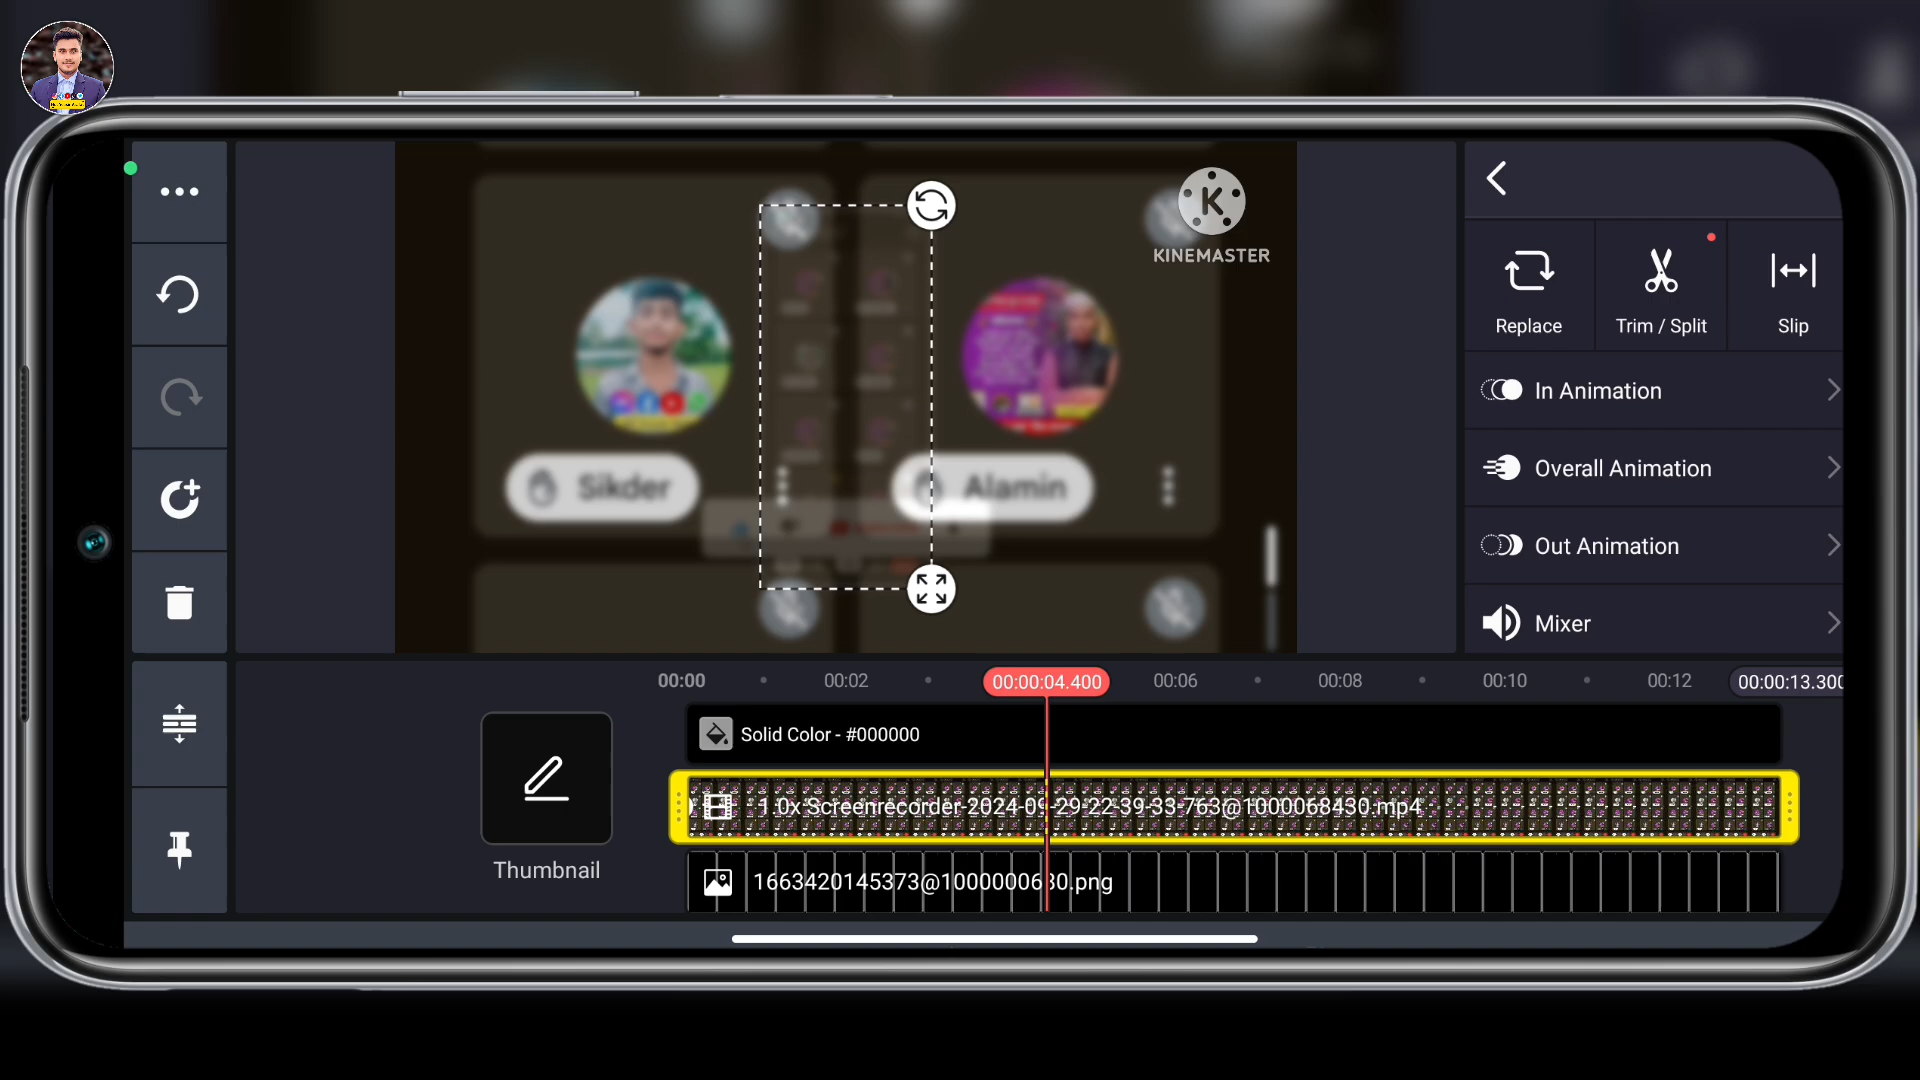 K
KINEMASTER
Replace
Trim / Split
Slip
In Animation
Overall Animation
Out Animation
Mixer
Sikder
Alamin
00:00
00:02
00:00:04.400
00:06
00:08
00:10
00:12
00:00:13.300
Solid Color - #000000
1.0x Screenrecorder-2024-09-29-22-39-33-763@1000068430.mp4
Thumbnail
1663420145373@1000000630.png